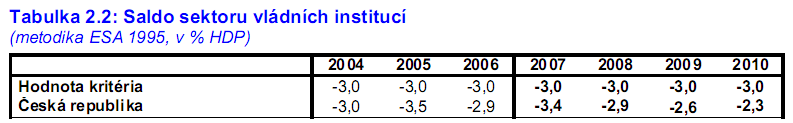 Tabulka 2.2: Saldo sektoru vládních institucí
(metodika ESA 1995, v % HDP)
2004 2005 2006 2007 2008 2009 2010
Hodnota kritéria -3,0 -3,0 -3,0 -3,0 -3,0 -3,0 -3,0
Česká republika -3,0 -3,5 -2,9 -3,4 -2,9 -2,6 -2,3